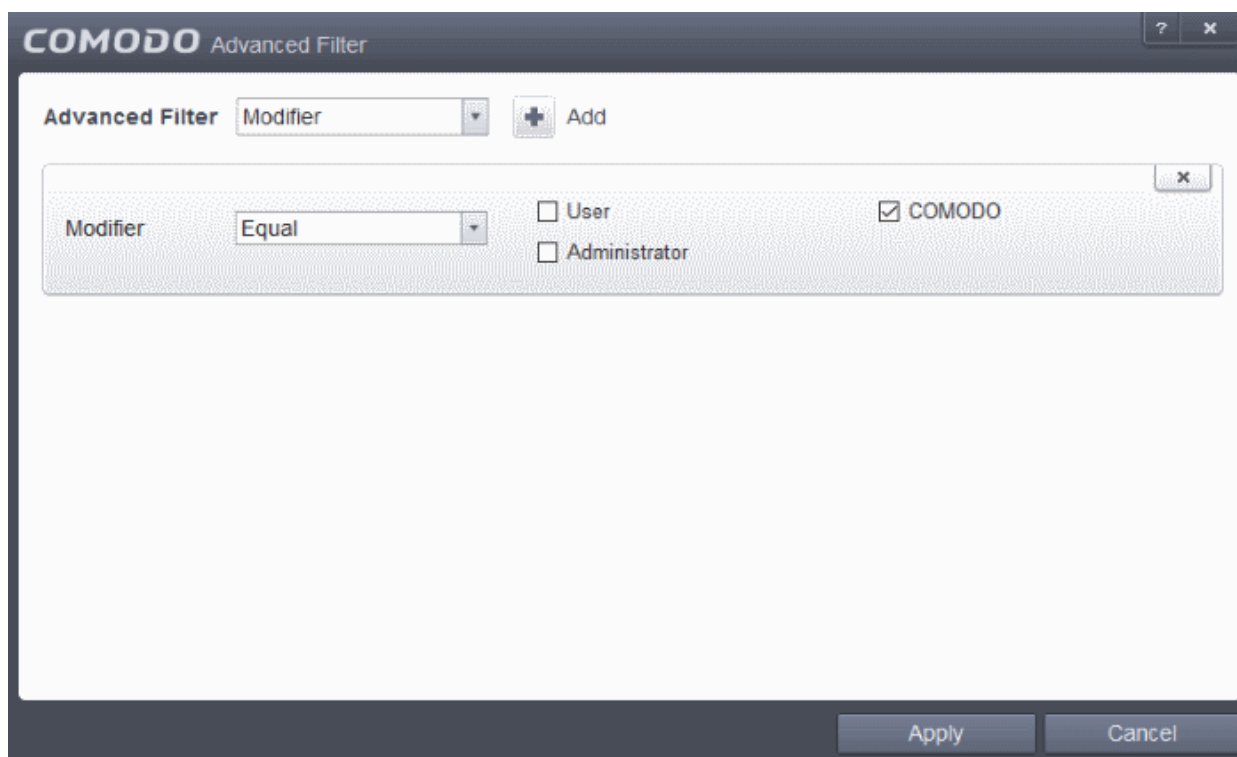 COMODO Advanced Filter
Advanced Filter Modifier Add
Modifier Equal User COMODO
Administrator
Apply Cancel